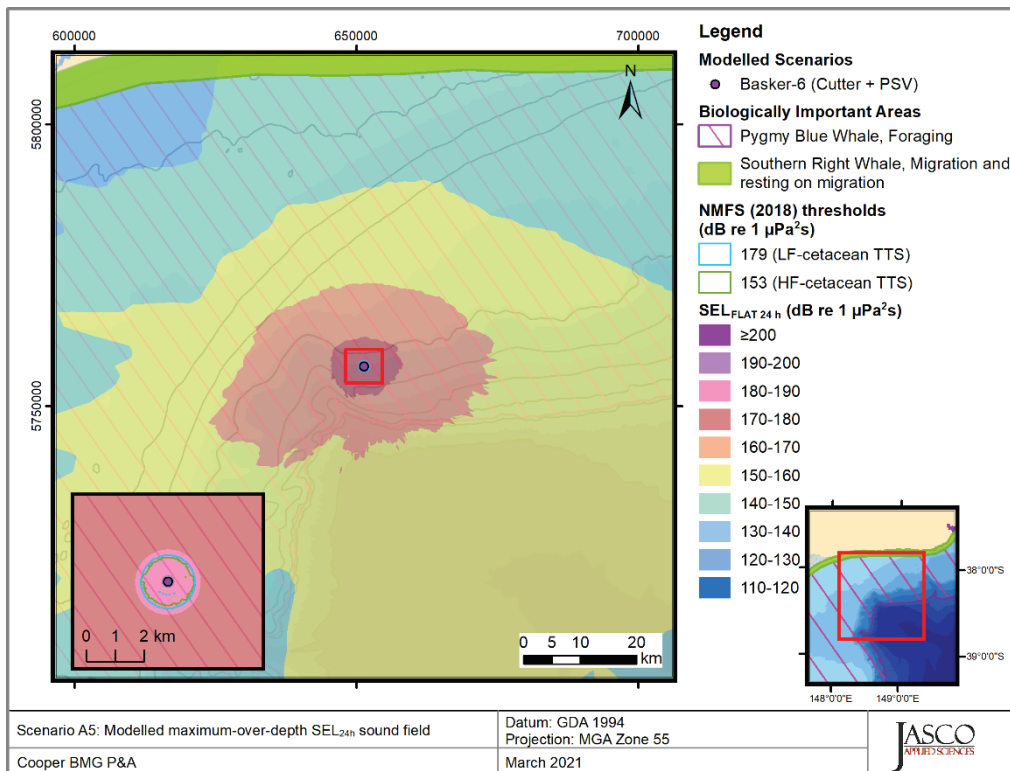 600000
650000
700000
5800000
5750000
N
0 1 2 km
0 5 10 20
km
Legend
Modelled Scenarios
Basker-6 (Cutter + PSV)
Biologically Important Areas
Pygmy Blue Whale, Foraging
Southern Right Whale, Migration and
resting on migration
NMFS (2018) thresholds
(dB re 1 µPa²s)
179 (LF-cetacean TTS)
153 (HF-cetacean TTS)
SELFLAT 24 h (dB re 1 µPa²s)
≥200
190-200
180-190
170-180
160-170
150-160
140-150
130-140
120-130
110-120
38°0'0"S
39°0'0"S
148°0'0"E
149°0'0"E
Scenario A5: Modelled maximum-over-depth SEL24h sound field
Cooper BMG P&A
Datum: GDA 1994
Projection: MGA Zone 55
March 2021
JASCO
APPLIED SCIENCES